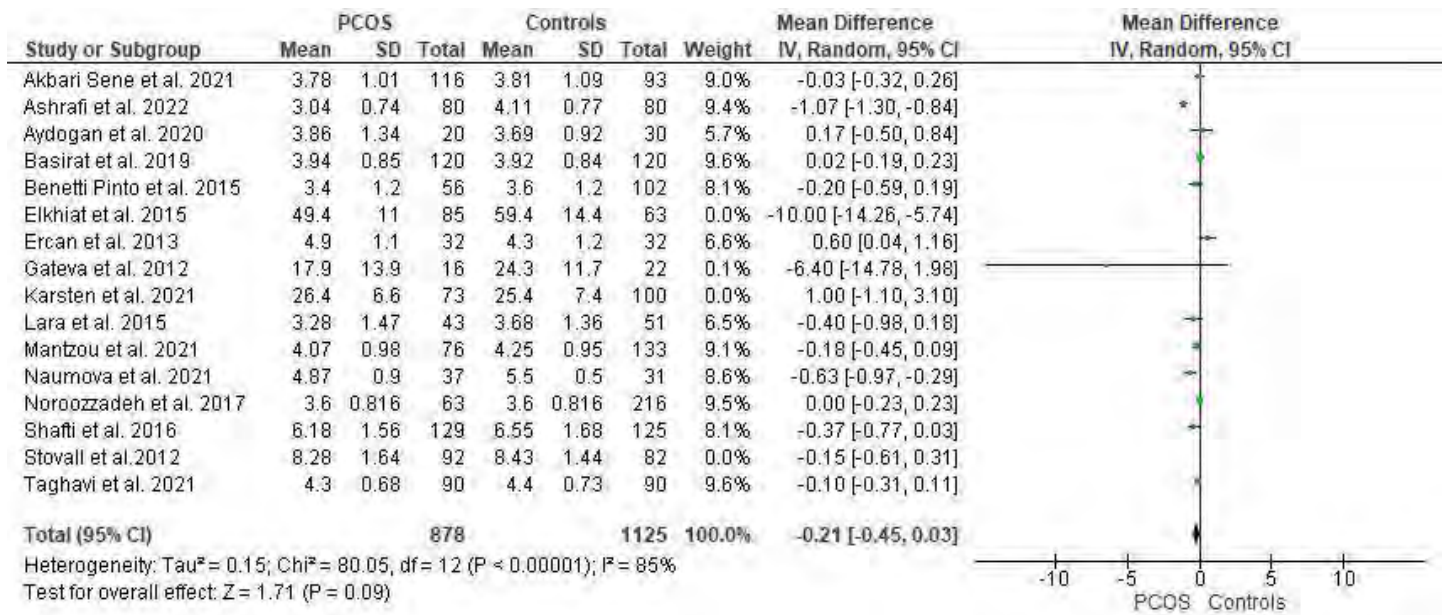 PCOS Controls Mean Difference Mean Difference
Study or Subgroup Mean SD Total Mean SD Total Weight IV, Random, 95% CI IV, Random, 95% CI
Akbari Sene et al. 2021 3.78 1.01 116 3.81 1.09 93 9.0% -0.03 [-0.32, 0.26]
Ashrafi et al. 2022 3.04 0.74 80 4.11 0.77 80 9.4% -1.07 [-1.30, -0.84]
Aydogan et al. 2020 3.86 1.34 20 3.69 0.92 30 5.7% 0.17 [-0.50, 0.84]
Basirat et al. 2019 3.94 0.85 120 3.92 0.84 120 9.6% 0.02 [-0.19, 0.23]
Benetti Pinto et al. 2015 3.4 1.2 56 3.6 1.2 102 8.1% -0.20 [-0.59, 0.19]
Elkhiat et al. 2015 49.4 11 85 59.4 14.4 63 0.0% -10.00 [-14.26, -5.74]
Ercan et al. 2013 4.9 1.1 32 4.3 1.2 32 6.6% 0.60 [0.04, 1.16]
Gateva et al. 2012 17.9 13.9 16 24.3 11.7 22 0.1% -6.40 [-14.78, 1.98]
Karsten et al. 2021 26.4 6.6 73 25.4 7.4 100 0.0% 1.00 [-1.10, 3.10]
Lara et al. 2015 3.28 1.47 43 3.68 1.36 51 6.5% -0.40 [-0.98, 0.18]
Mantzou et al. 2021 4.07 0.98 76 4.25 0.95 133 9.1% -0.18 [-0.45, 0.09]
Naumova et al. 2021 4.87 0.9 37 5.5 0.5 31 8.6% -0.63 [-0.97, -0.29]
Noroozzadeh et al. 2017 3.6 0.816 63 3.6 0.816 216 9.5% 0.00 [-0.23, 0.23]
Shafti et al. 2016 6.18 1.56 129 6.55 1.68 125 8.1% -0.37 [-0.77, 0.03]
Stovall et al.2012 8.28 1.64 92 8.43 1.44 82 0.0% -0.15 [-0.61, 0.31]
Taghavi et al. 2021 4.3 0.68 90 4.4 0.73 90 9.6% -0.10 [-0.31, 0.11]
Total (95% CI) 878 1125 100.0% -0.21 [-0.45, 0.03]
Heterogeneity: Tau² = 0.15; Chi² = 80.05, df = 12 (P < 0.00001); I² = 85%
Test for overall effect: Z = 1.71 (P = 0.09)
-10 -5 0 5 10
PCOS Controls